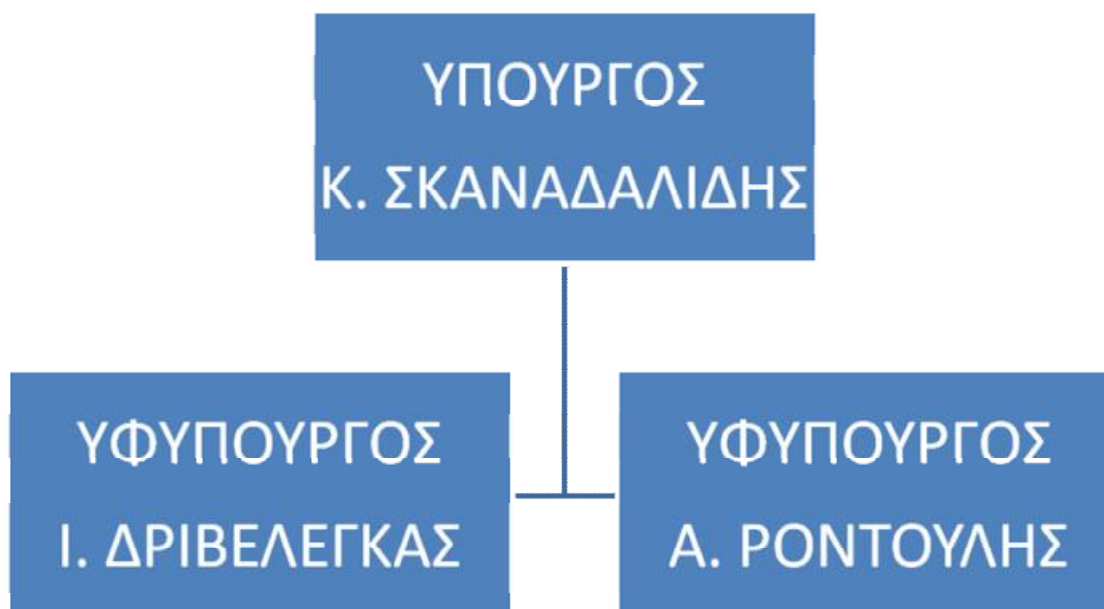 ΥΠΟΥΡΓΟΣ
Κ. ΣΚΑΝΑΔΑΛΙΔΗΣ
ΥΦΥΠΟΥΡΓΟΣ
Ι. ΔΡΙΒΕΛΕΓΚΑΣ
ΥΦΥΠΟΥΡΓΟΣ
Α. ΡΟΝΤΟΥΛΗΣ